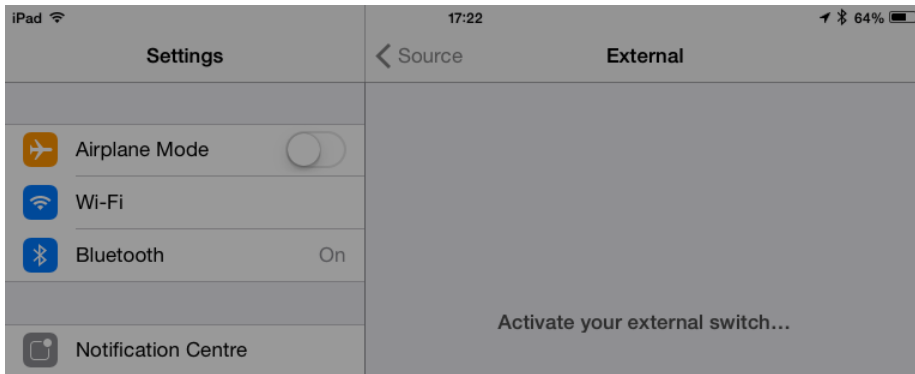 iPad 17:22 64%
Settings
Source External
Airplane Mode
Wi-Fi
Bluetooth On
Activate your external switch...
Notification Centre